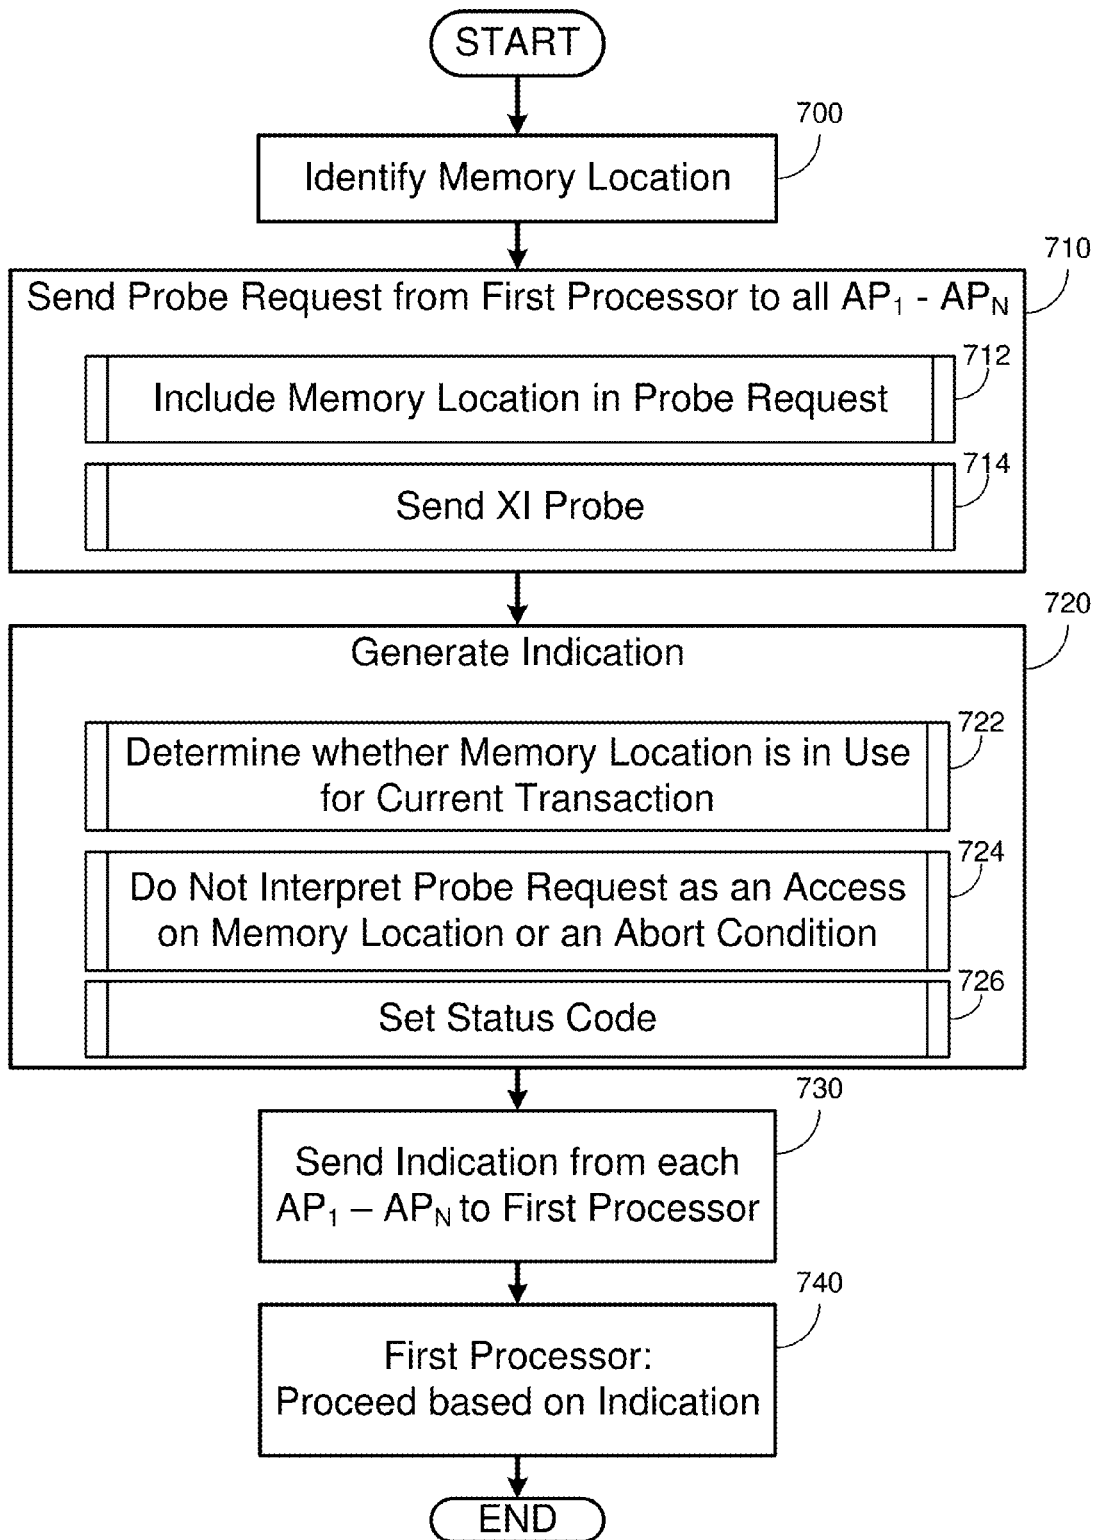 START
700
Identify Memory Location
710
Send Probe Request from First Processor to all AP₁ - APN
712
Include Memory Location in Probe Request
714
Send XI Probe
720
Generate Indication
722
Determine whether Memory Location is in Use
for Current Transaction
724
Do Not Interpret Probe Request as an Access
on Memory Location or an Abort Condition
726
Set Status Code
730
Send Indication from each
AP₁ – APN to First Processor
740
First Processor:
Proceed based on Indication
END